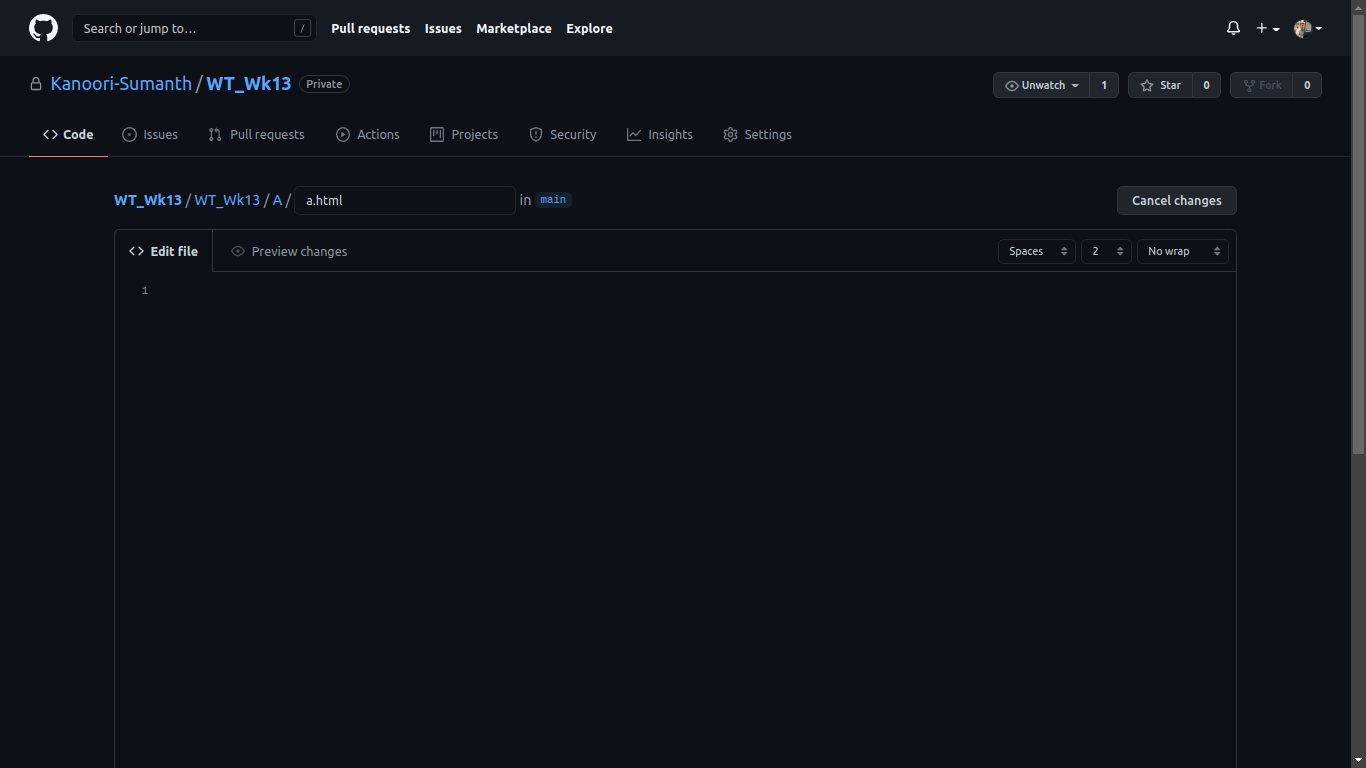 Search or jump to… /
Pull requests Issues Marketplace Explore
Kanoori-Sumanth / WT_Wk13 Private
Unwatch 1 Star 0 Fork 0
Code Issues Pull requests Actions Projects Security Insights Settings
WT_Wk13 / WT_Wk13 / A / a.html in main Cancel changes
Edit file Preview changes Spaces 2 No wrap
1